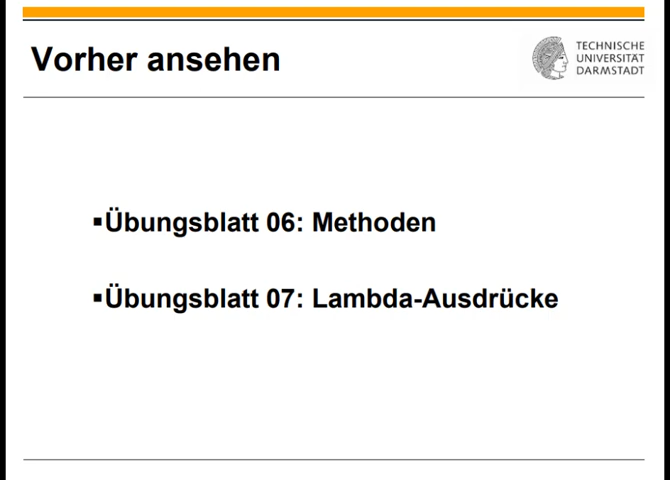 Vorher ansehen
TECHNISCHE
UNIVERSITÄT
DARMSTADT
▪Übungsblatt 06: Methoden
▪Übungsblatt 07: Lambda-Ausdrücke